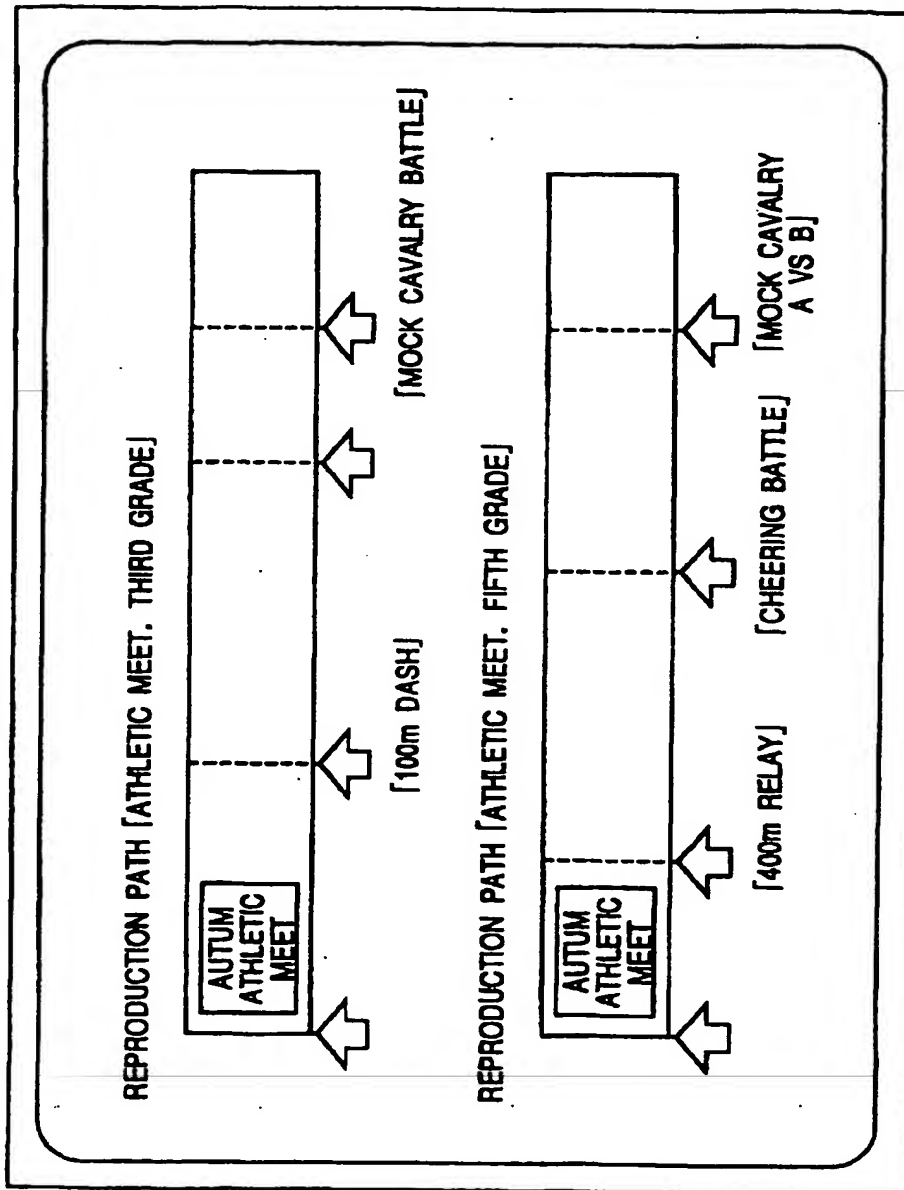 REPRODUCTION PATH ⌈ATHLETIC MEET. THIRD GRADE⌋
AUTUM
ATHLETIC
MEET
⌈100m DASH⌋
⌈MOCK CAVALRY BATTLE⌋
REPRODUCTION PATH ⌈ATHLETIC MEET. FIFTH GRADE⌋
AUTUM
ATHLETIC
MEET
⌈400m RELAY⌋
⌈CHEERING BATTLE⌋
⌈MOCK CAVALRY
A VS B⌋